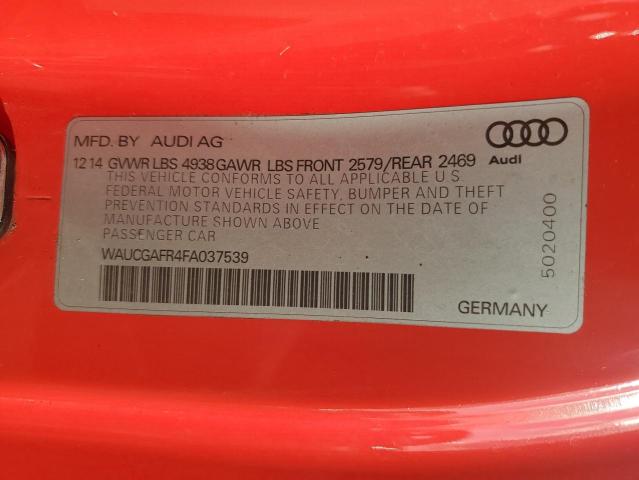 MFD. BY AUDI AG
12 14 GVWR LBS 4938 GAWR LBS FRONT 2579/REAR 2469
THIS VEHICLE CONFORMS TO ALL APPLICABLE U S
FEDERAL MOTOR VEHICLE SAFETY, BUMPER AND THEFT
PREVENTION STANDARDS IN EFFECT ON THE DATE OF
MANUFACTURE SHOWN ABOVE
PASSENGER CAR
WAUCGAFR4FA037539
Audi
5020400
GERMANY